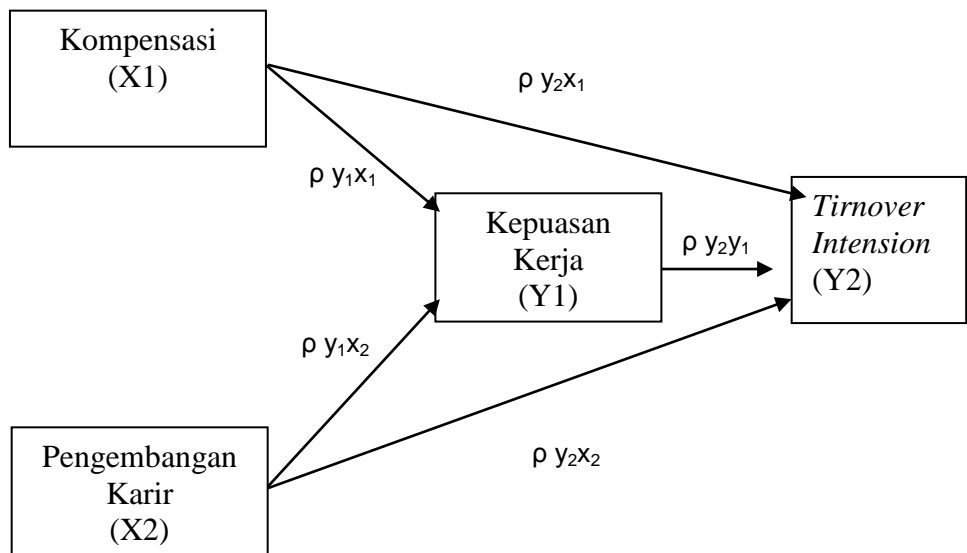 Kompensasi
(X1)
ρ y₂x₁
ρ y₁x₁
Kepuasan
Kerja
(Y1)
ρ y₂y₁
Tirnover
Intension
(Y2)
ρ y₁x₂
Pengembangan
Karir
(X2)
ρ y₂x₂